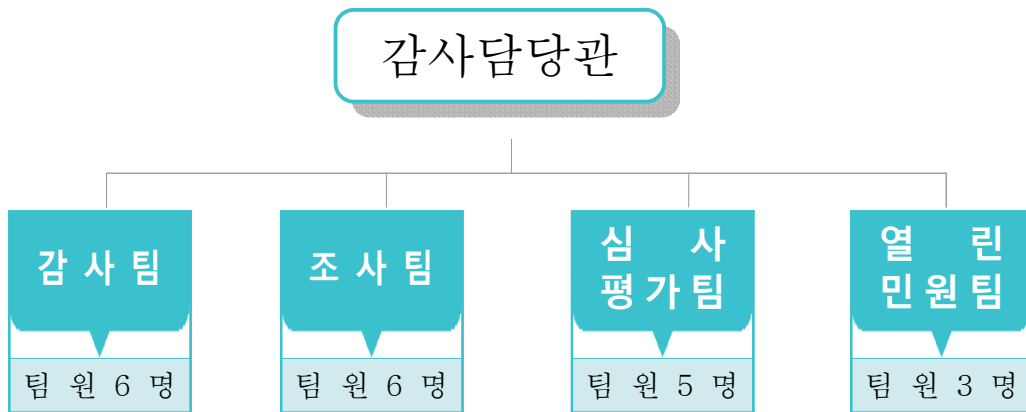 감사담당관
감 사 팀
조 사 팀
심 사
평 가 팀
열 린
민 원 팀
팀 원 6 명
팀 원 6 명
팀 원 5 명
팀 원 3 명